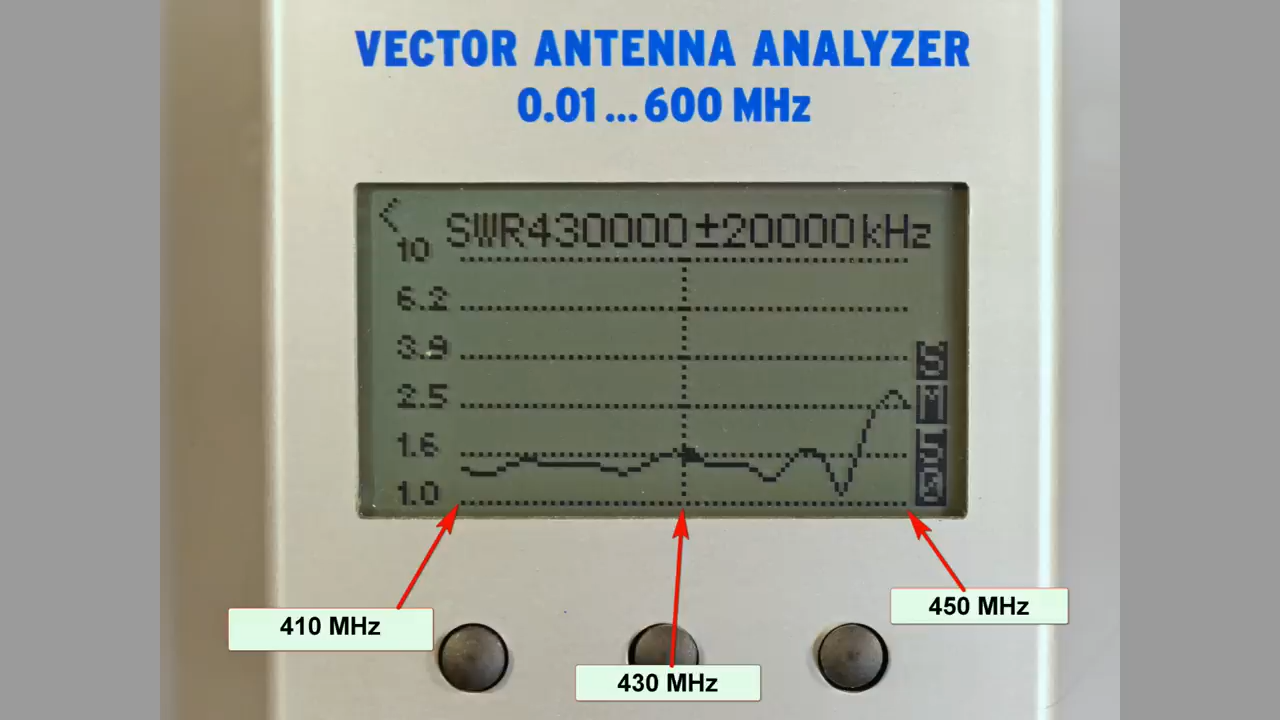 VECTOR ANTENNA ANALYZER
0.01...600 MHz
< SWR430000±20000kHz
10
6.2
3.9
2.5
1.6
1.0
S
M
5
0
410 MHz
430 MHz
450 MHz